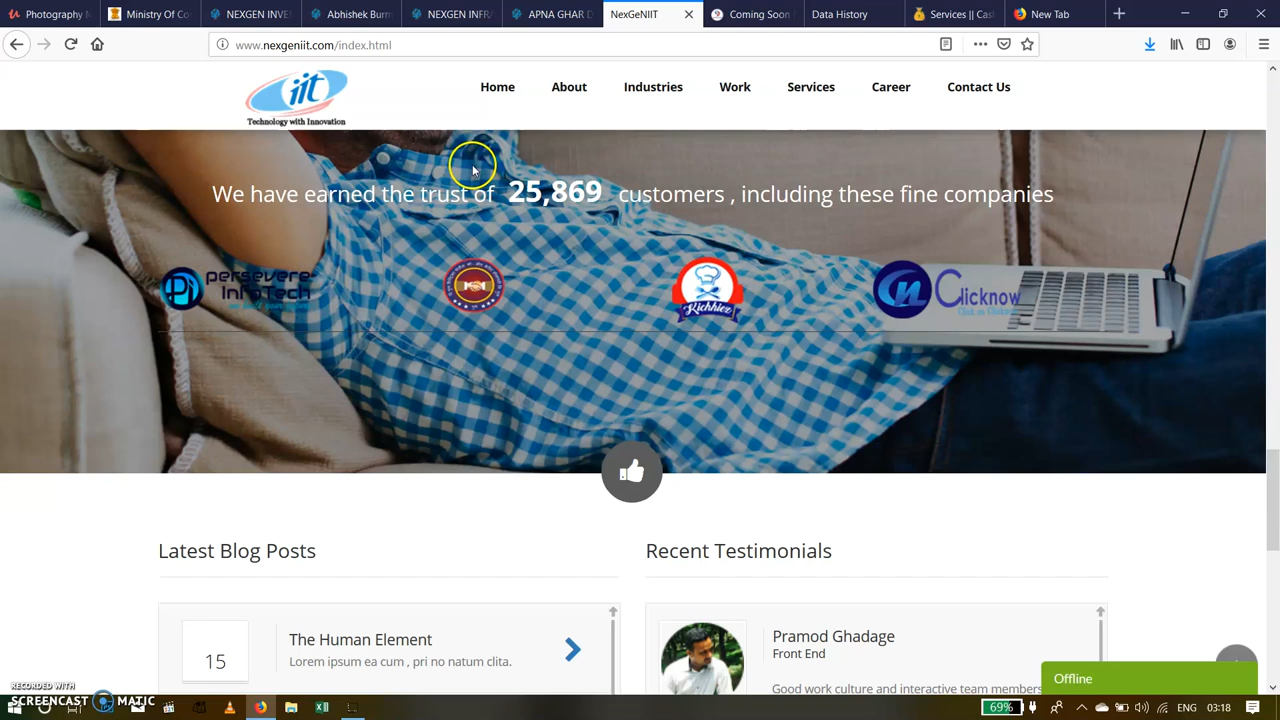 Photography M
Ministry Of Co
NEXGEN INVE
Abhishek Burm
NEXGEN INFRA
APNA GHAR D
NexGeNIIT
Coming Soon
Data History
Services || Cas
New Tab
www.nexgeniit.com/index.html
iit
Technology with Innovation
Home
About
Industries
Work
Services
Career
Contact Us
We have earned the trust of 25,869 customers , including these fine companies
persevere
InfoTech
Kichhiez
Clicknow
Latest Blog Posts
Recent Testimonials
15
The Human Element
Lorem ipsum ea cum , pri no natum clita.
Pramod Ghadage
Front End
Good work culture and interactive team members
Offline
RECORDED WITH
SCREENCAST MATIC
69%
ENG
03:18